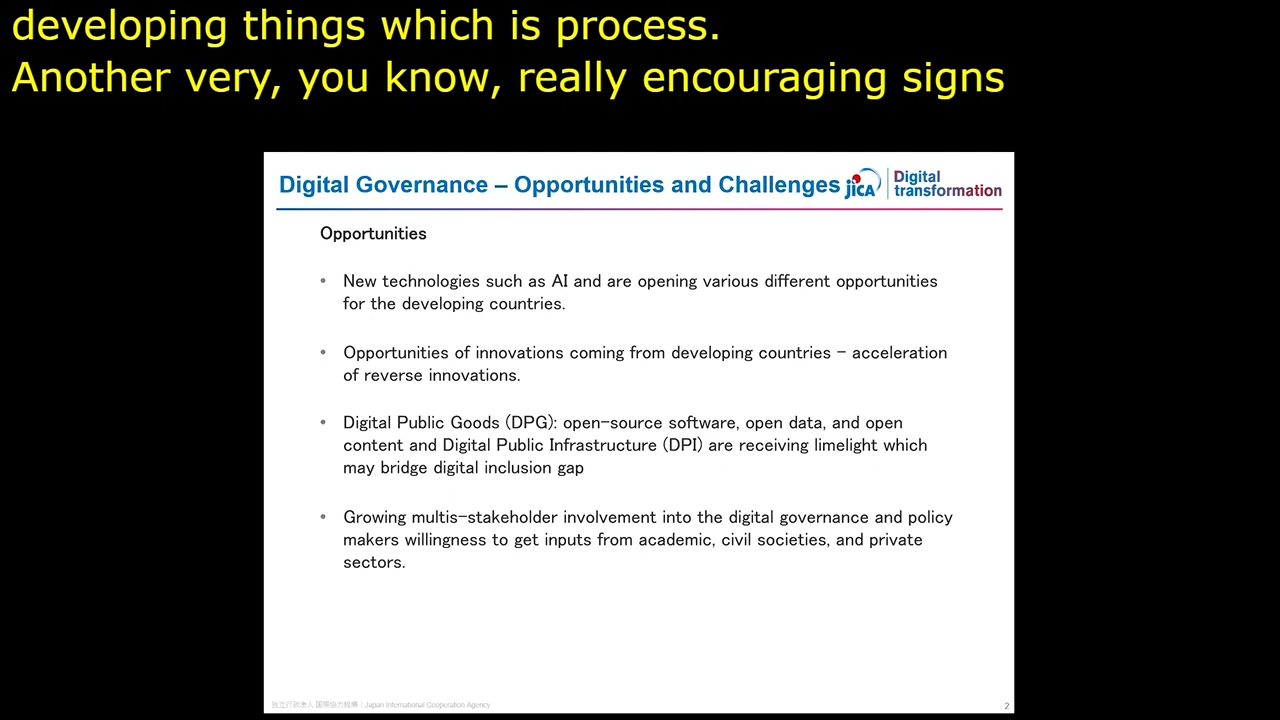 developing things which is process.
Another very, you know, really encouraging signs
Digital Governance – Opportunities and Challenges
JICA
Digital
transformation
Opportunities
• New technologies such as AI and are opening various different opportunities
for the developing countries.
• Opportunities of innovations coming from developing countries – acceleration
of reverse innovations.
• Digital Public Goods (DPG): open-source software, open data, and open
content and Digital Public Infrastructure (DPI) are receiving limelight which
may bridge digital inclusion gap
• Growing multis-stakeholder involvement into the digital governance and policy
makers willingness to get inputs from academic, civil societies, and private
sectors.
独立行政法人 国際協力機構 | Japan International Cooperation Agency
2